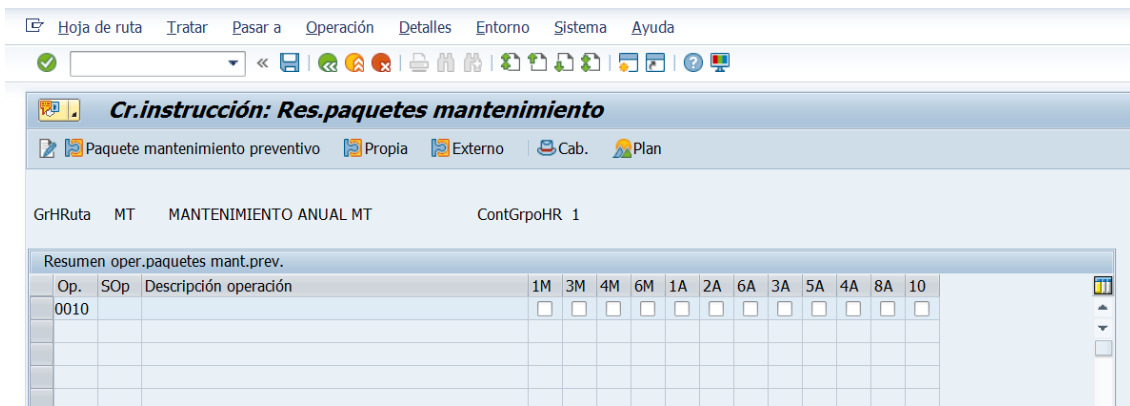 Hoja de ruta Tratar Pasar a Operación Detalles Entorno Sistema Ayuda
Cr.instrucción: Res.paquetes mantenimiento
Paquete mantenimiento preventivo Propia Externo Cab. Plan
GrHRuta MT MANTENIMIENTO ANUAL MT ContGrpoHR 1
Resumen oper.paquetes mant.prev.
Op. SOp Descripción operación 1M 3M 4M 6M 1A 2A 6A 3A 5A 4A 8A 10
0010